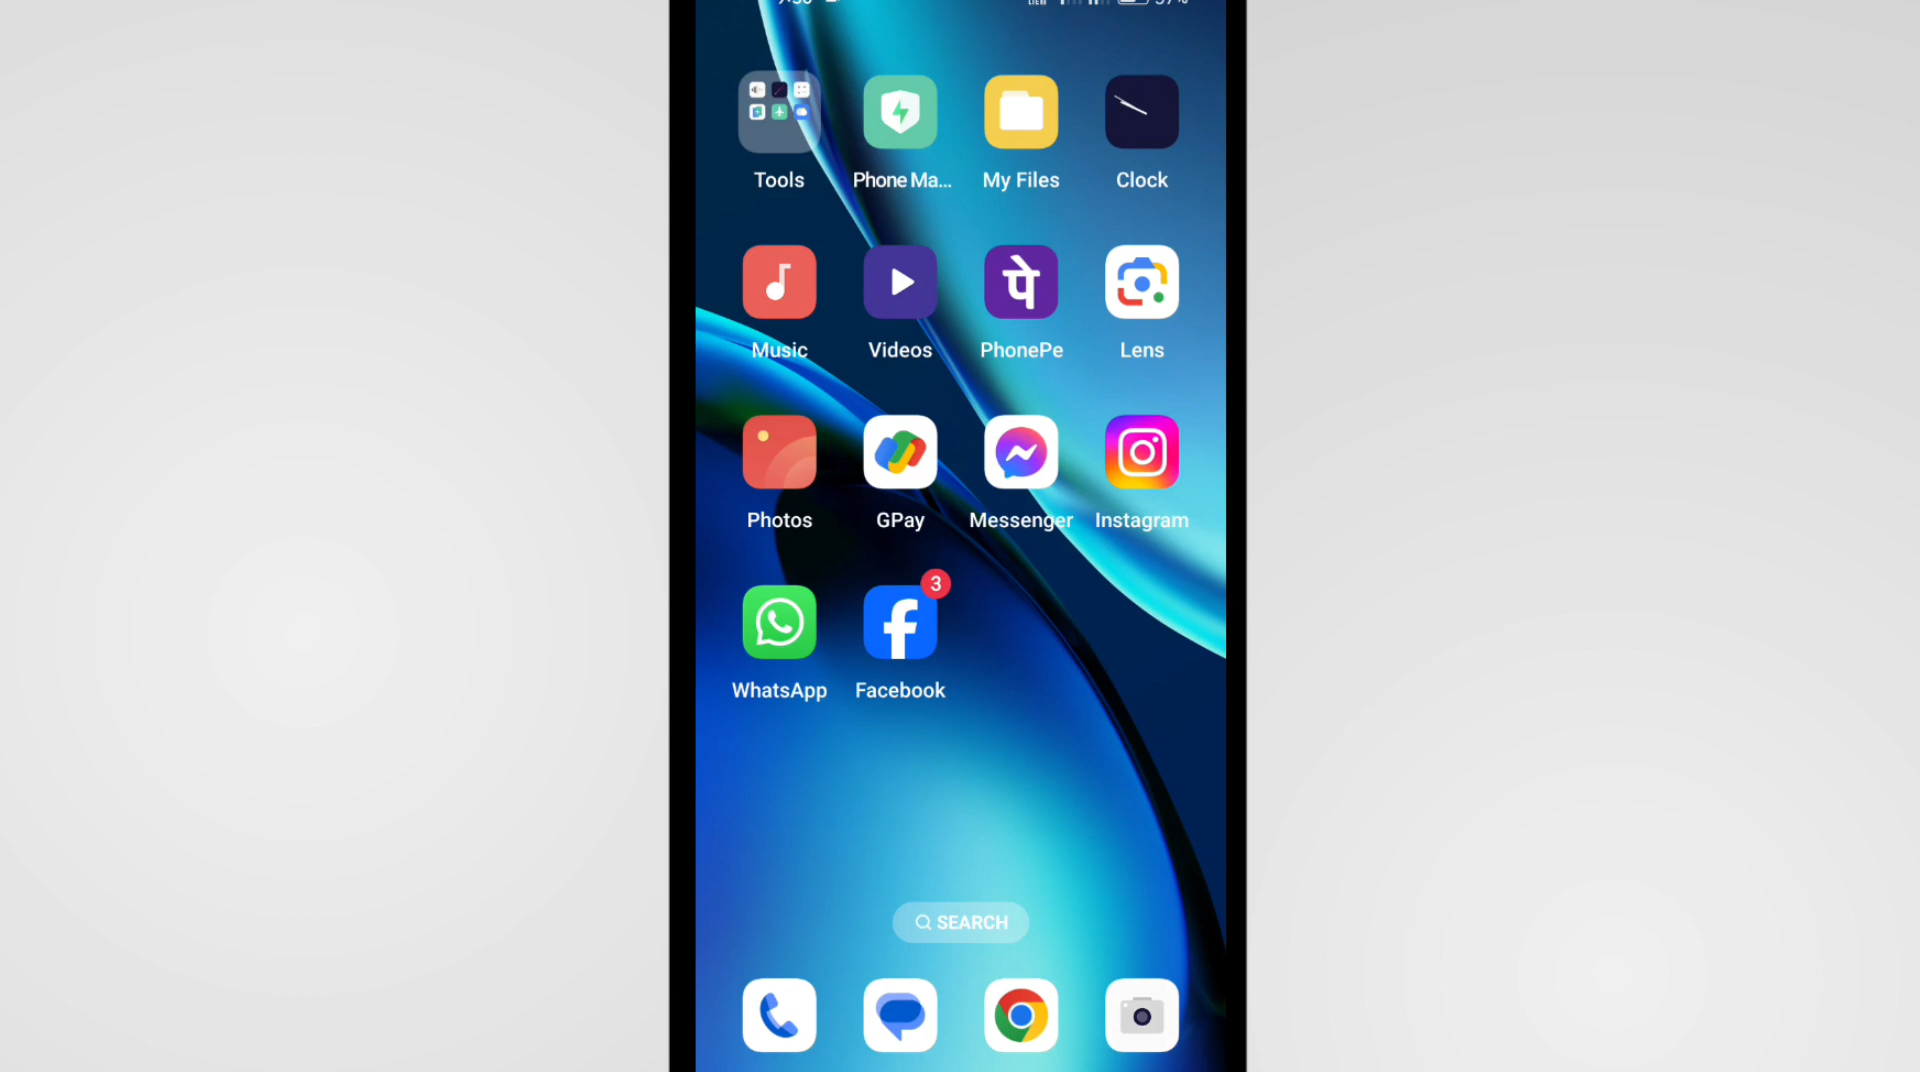 Tools Phone Ma... My Files Clock
पे
Music Videos PhonePe Lens
Photos GPay Messenger Instagram
3
WhatsApp Facebook
SEARCH